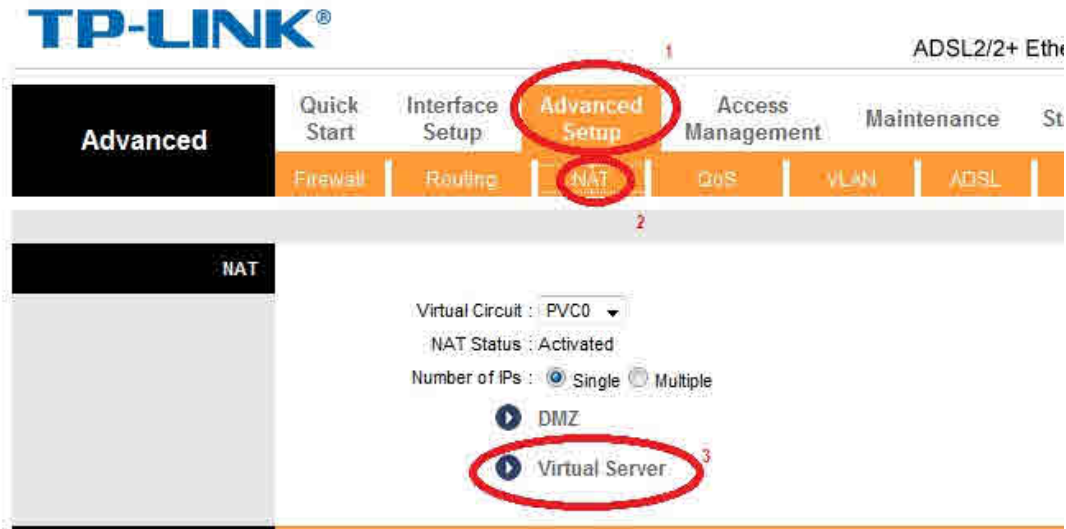 TP-LINK®
1
ADSL2/2+ Ethe
Advanced
Quick Start
Interface Setup
Advanced Setup
Access Management
Maintenance
St
Firewall
Routing
NAT
QoS
VLAN
ADSL
2
NAT
Virtual Circuit : PVC0
NAT Status : Activated
Number of IPs : Single Multiple
DMZ
Virtual Server
3